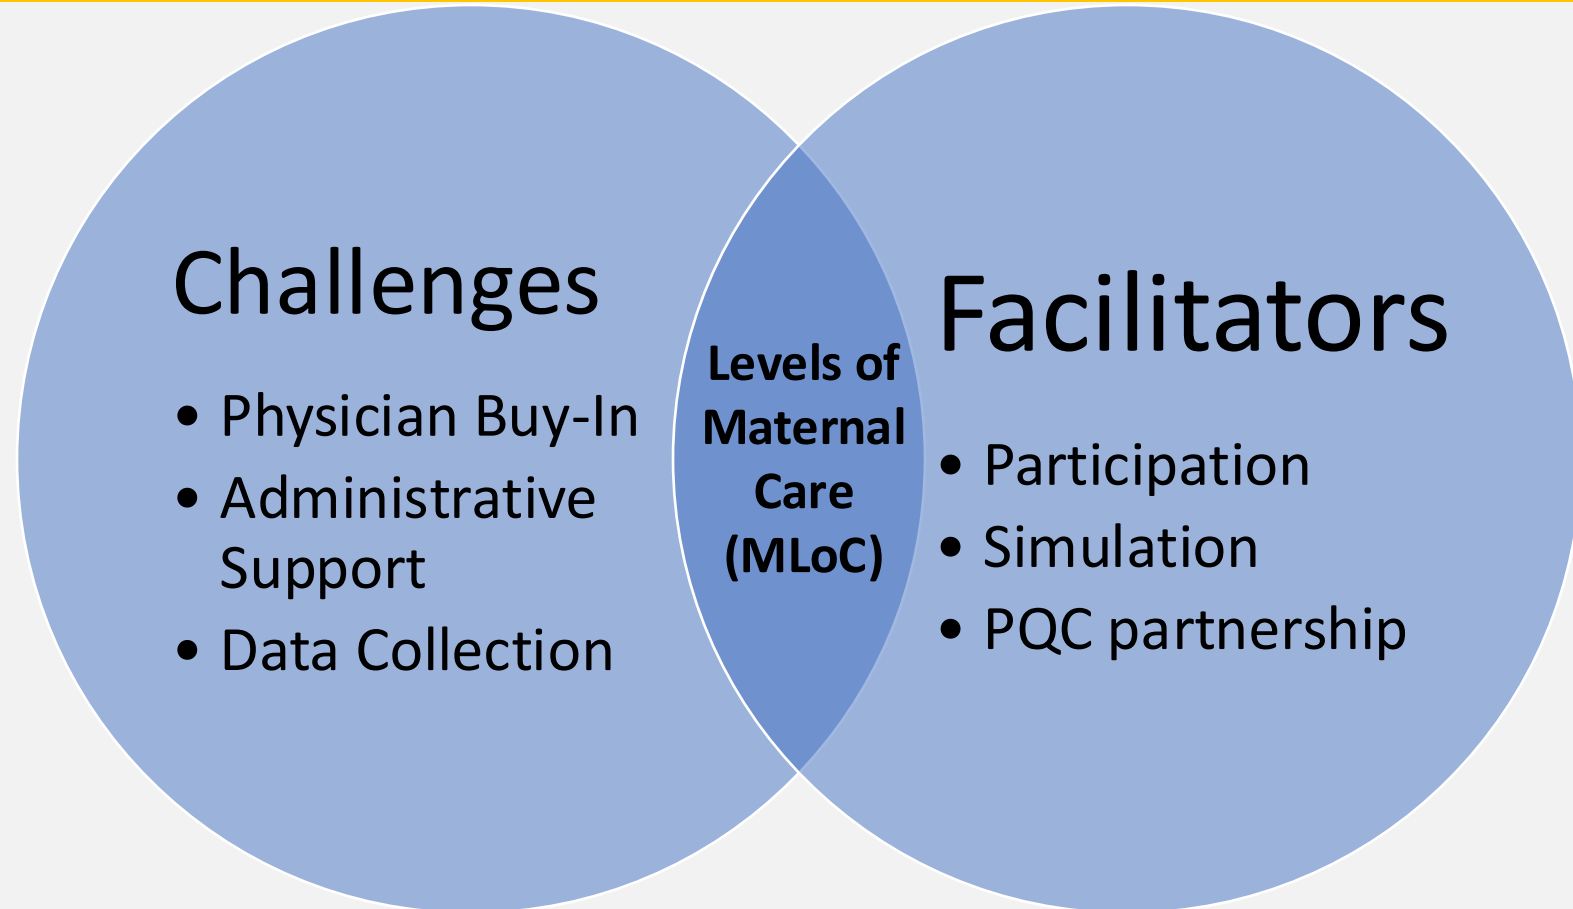 Challenges
• Physician Buy-In
• Administrative
Support
• Data Collection
Levels of
Maternal
Care
(MLoC)
Facilitators
• Participation
• Simulation
• PQC partnership